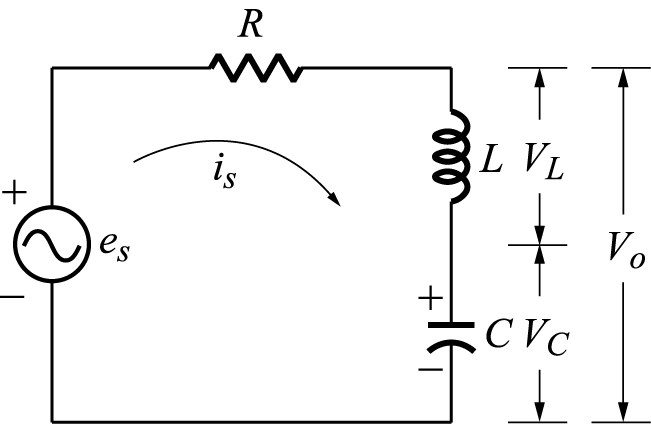 R
i_s
L V_L
+
e_s
−
V_o
+
C V_C
−